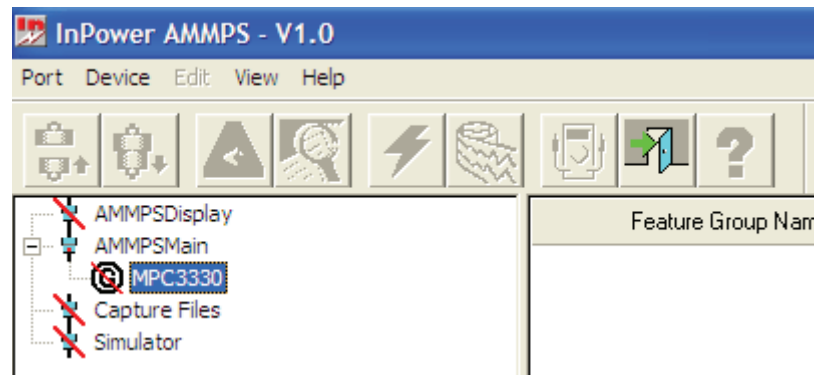 InPower AMMPS - V1.0
Port Device Edit View Help
AMMPSDisplay
AMMPSMain
MPC3330
Capture Files
Simulator
Feature Group Nam